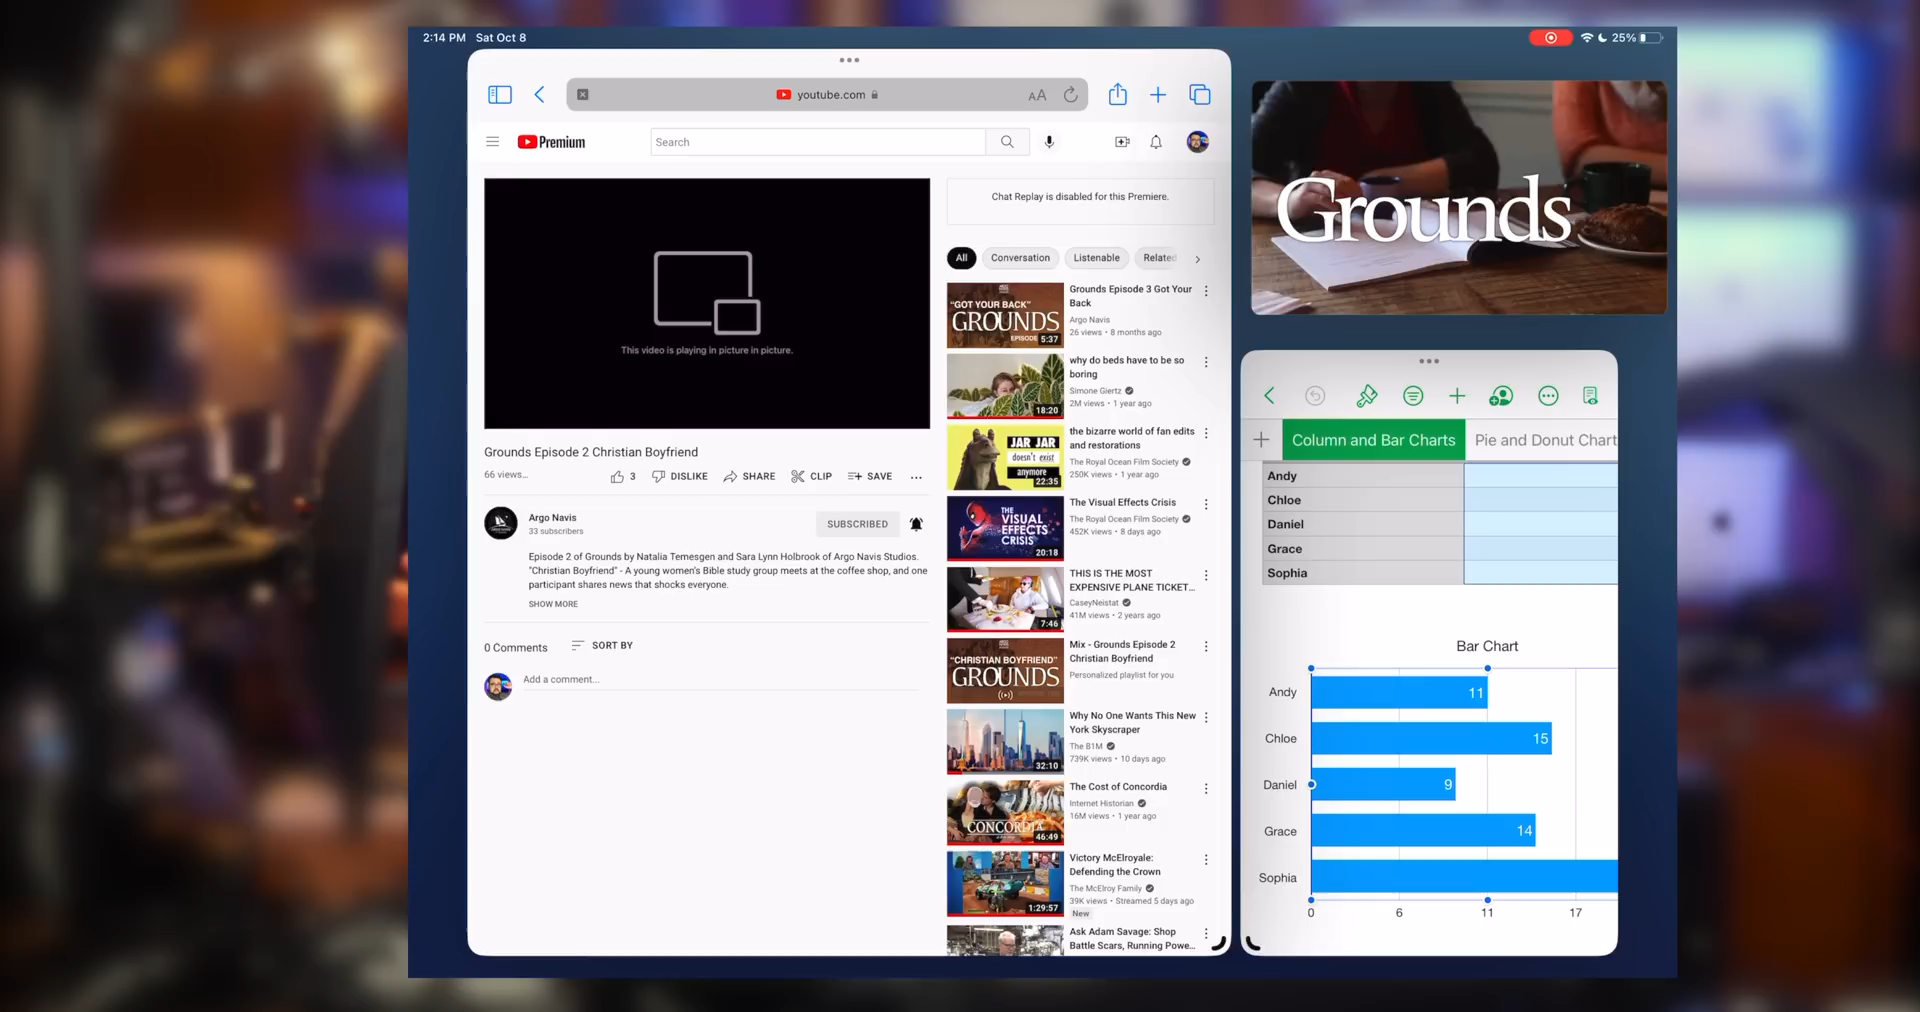 2:14 PM Sat Oct 8
25%
youtube.com
AA
Premium
Search
This video is playing in picture in picture.
Grounds Episode 2 Christian Boyfriend
66 views...
3
DISLIKE
SHARE
CLIP
SAVE
Argo Navis
33 subscribers
SUBSCRIBED
Episode 2 of Grounds by Natalia Temesgen and Sara Lynn Holbrook of Argo Navis Studios.
"Christian Boyfriend" - A young women's Bible study group meets at the coffee shop, and one
participant shares news that shocks everyone.
SHOW MORE
0 Comments
SORT BY
Add a comment...
Chat Replay is disabled for this Premiere.
All
Conversation
Listenable
Related
"GOT YOUR BACK"
GROUNDS
EPISODE
5:37
Grounds Episode 3 Got Your
Back
Argo Navis
26 views • 8 months ago
18:20
why do beds have to be so
boring
Simone Giertz
2M views • 1 year ago
JAR JAR
doesn't exist
anymore
22:35
the bizarre world of fan edits
and restorations
The Royal Ocean Film Society
250K views • 1 year ago
THE
VISUAL
EFFECTS
CRISIS
20:18
The Visual Effects Crisis
The Royal Ocean Film Society
452K views • 8 days ago
7:46
THIS IS THE MOST
EXPENSIVE PLANE TICKET...
CaseyNeistat
41M views • 2 years ago
"CHRISTIAN BOYFRIEND"
GROUNDS
Mix - Grounds Episode 2
Christian Boyfriend
Personalized playlist for you
32:10
Why No One Wants This New
York Skyscraper
The B1M
739K views • 10 days ago
CONCORDIA
46:49
The Cost of Concordia
Internet Historian
16M views • 1 year ago
1:29:57
Victory McElroyale:
Defending the Crown
The McElroy Family
39K views • Streamed 5 days ago
New
Ask Adam Savage: Shop
Battle Scars, Running Powe...
Grounds
Column and Bar Charts
Pie and Donut Chart
Andy
Chloe
Daniel
Grace
Sophia
Bar Chart
Andy
11
Chloe
15
Daniel
9
Grace
14
Sophia
0
6
11
17